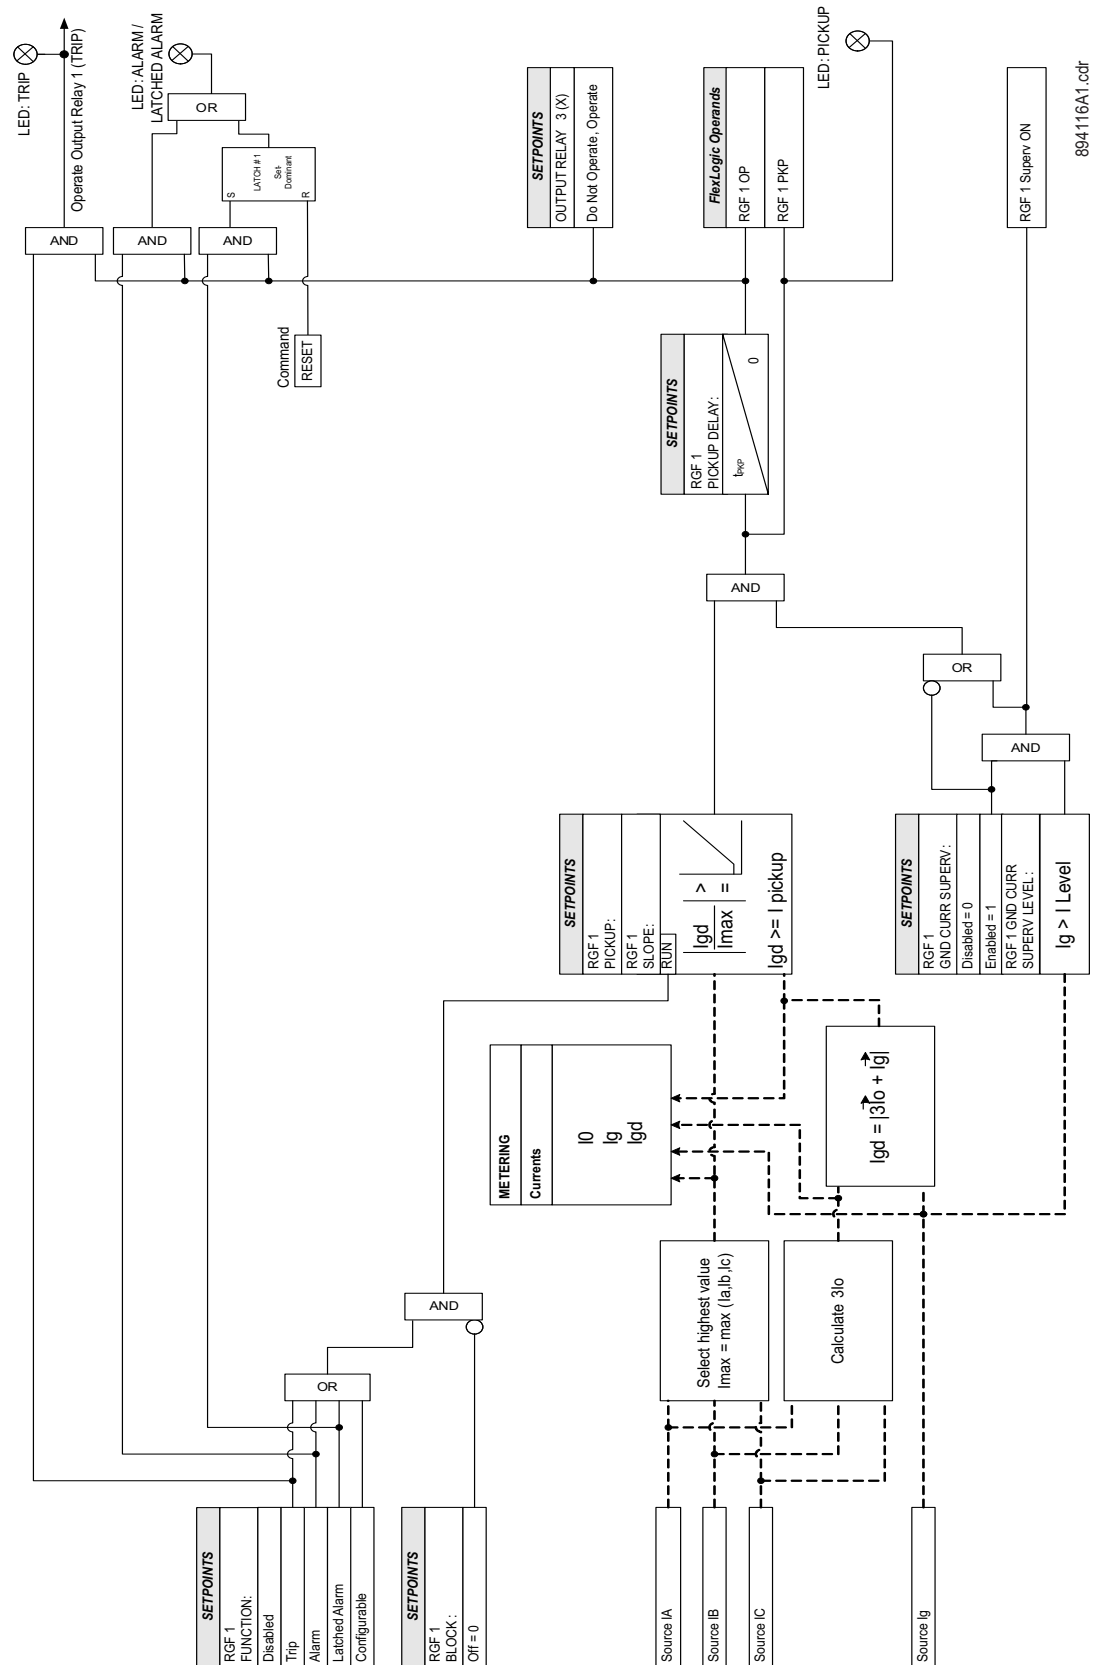 SETPOINTS
RGF 1
FUNCTION:
Disabled
Trip
Alarm
Latched Alarm
Configurable
SETPOINTS
RGF 1
BLOCK :
Off = 0
Source IA
Source IB
Source IC
Source Ig
OR
AND
Select highest value
Imax = max (Ia,Ib,Ic)
Calculate 3Io
METERING
Currents
I0
Ig
Igd
Igd = |3Io + Ig|
SETPOINTS
RGF 1
PICKUP:
RGF 1
SLOPE:
RUN
Igd
Imax
>
=
Igd >= I pickup
SETPOINTS
RGF 1
GND CURR SUPERV:
Disabled = 0
Enabled = 1
RGF 1 GND CURR
SUPERV LEVEL:
Ig > I Level
AND
OR
AND
SETPOINTS
RGF 1
PICKUP DELAY:
tPKP
0
Command
RESET
AND
AND
AND
S
LATCH #1
Set-
Dominant
R
OR
LED: TRIP
Operate Output Relay 1 (TRIP)
LED: ALARM /
LATCHED ALARM
SETPOINTS
OUTPUT RELAY 3 (X)
Do Not Operate, Operate
FlexLogic Operands
RGF 1 OP
RGF 1 PKP
LED: PICKUP
RGF 1 Superv ON
894116A1.cdr